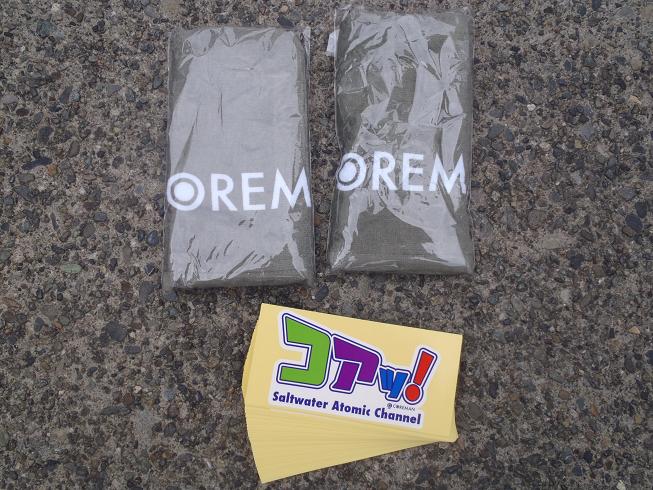 OREM
OREM
コアッ!
@COREMAN
Saltwater Atomic Channel